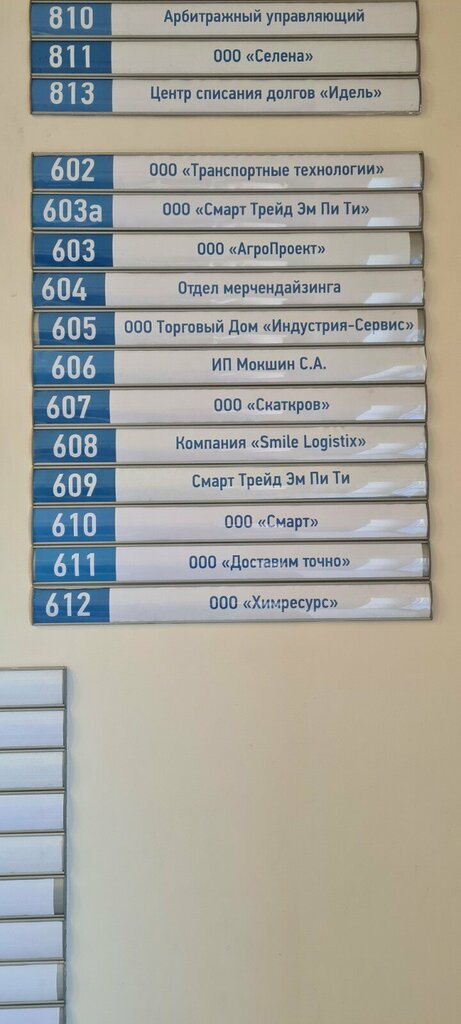 810 Арбитражный управляющий
811 ООО «Селена»
813 Центр списания долгов «Идель»
602 ООО «Транспортные технологии»
603а ООО «Смарт Трейд Эм Пи Ти»
603 ООО «АгроПроект»
604 Отдел мерчендайзинга
605 ООО Торговый Дом «Индустрия-Сервис»
606 ИП Мокшин С.А.
607 ООО «Скаткров»
608 Компания «Smile Logistix»
609 Смарт Трейд Эм Пи Ти
610 ООО «Смарт»
611 ООО «Доставим точно»
612 ООО «Химресурс»